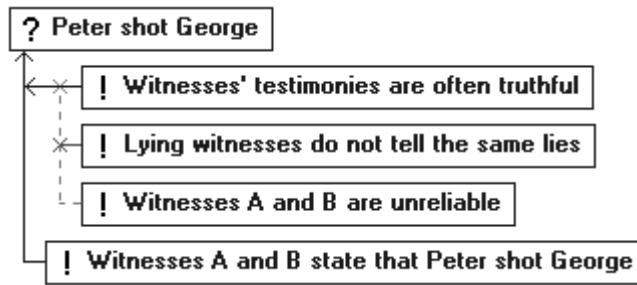 ? Peter shot George
! Witnesses' testimonies are often truthful
! Lying witnesses do not tell the same lies
! Witnesses A and B are unreliable
! Witnesses A and B state that Peter shot George